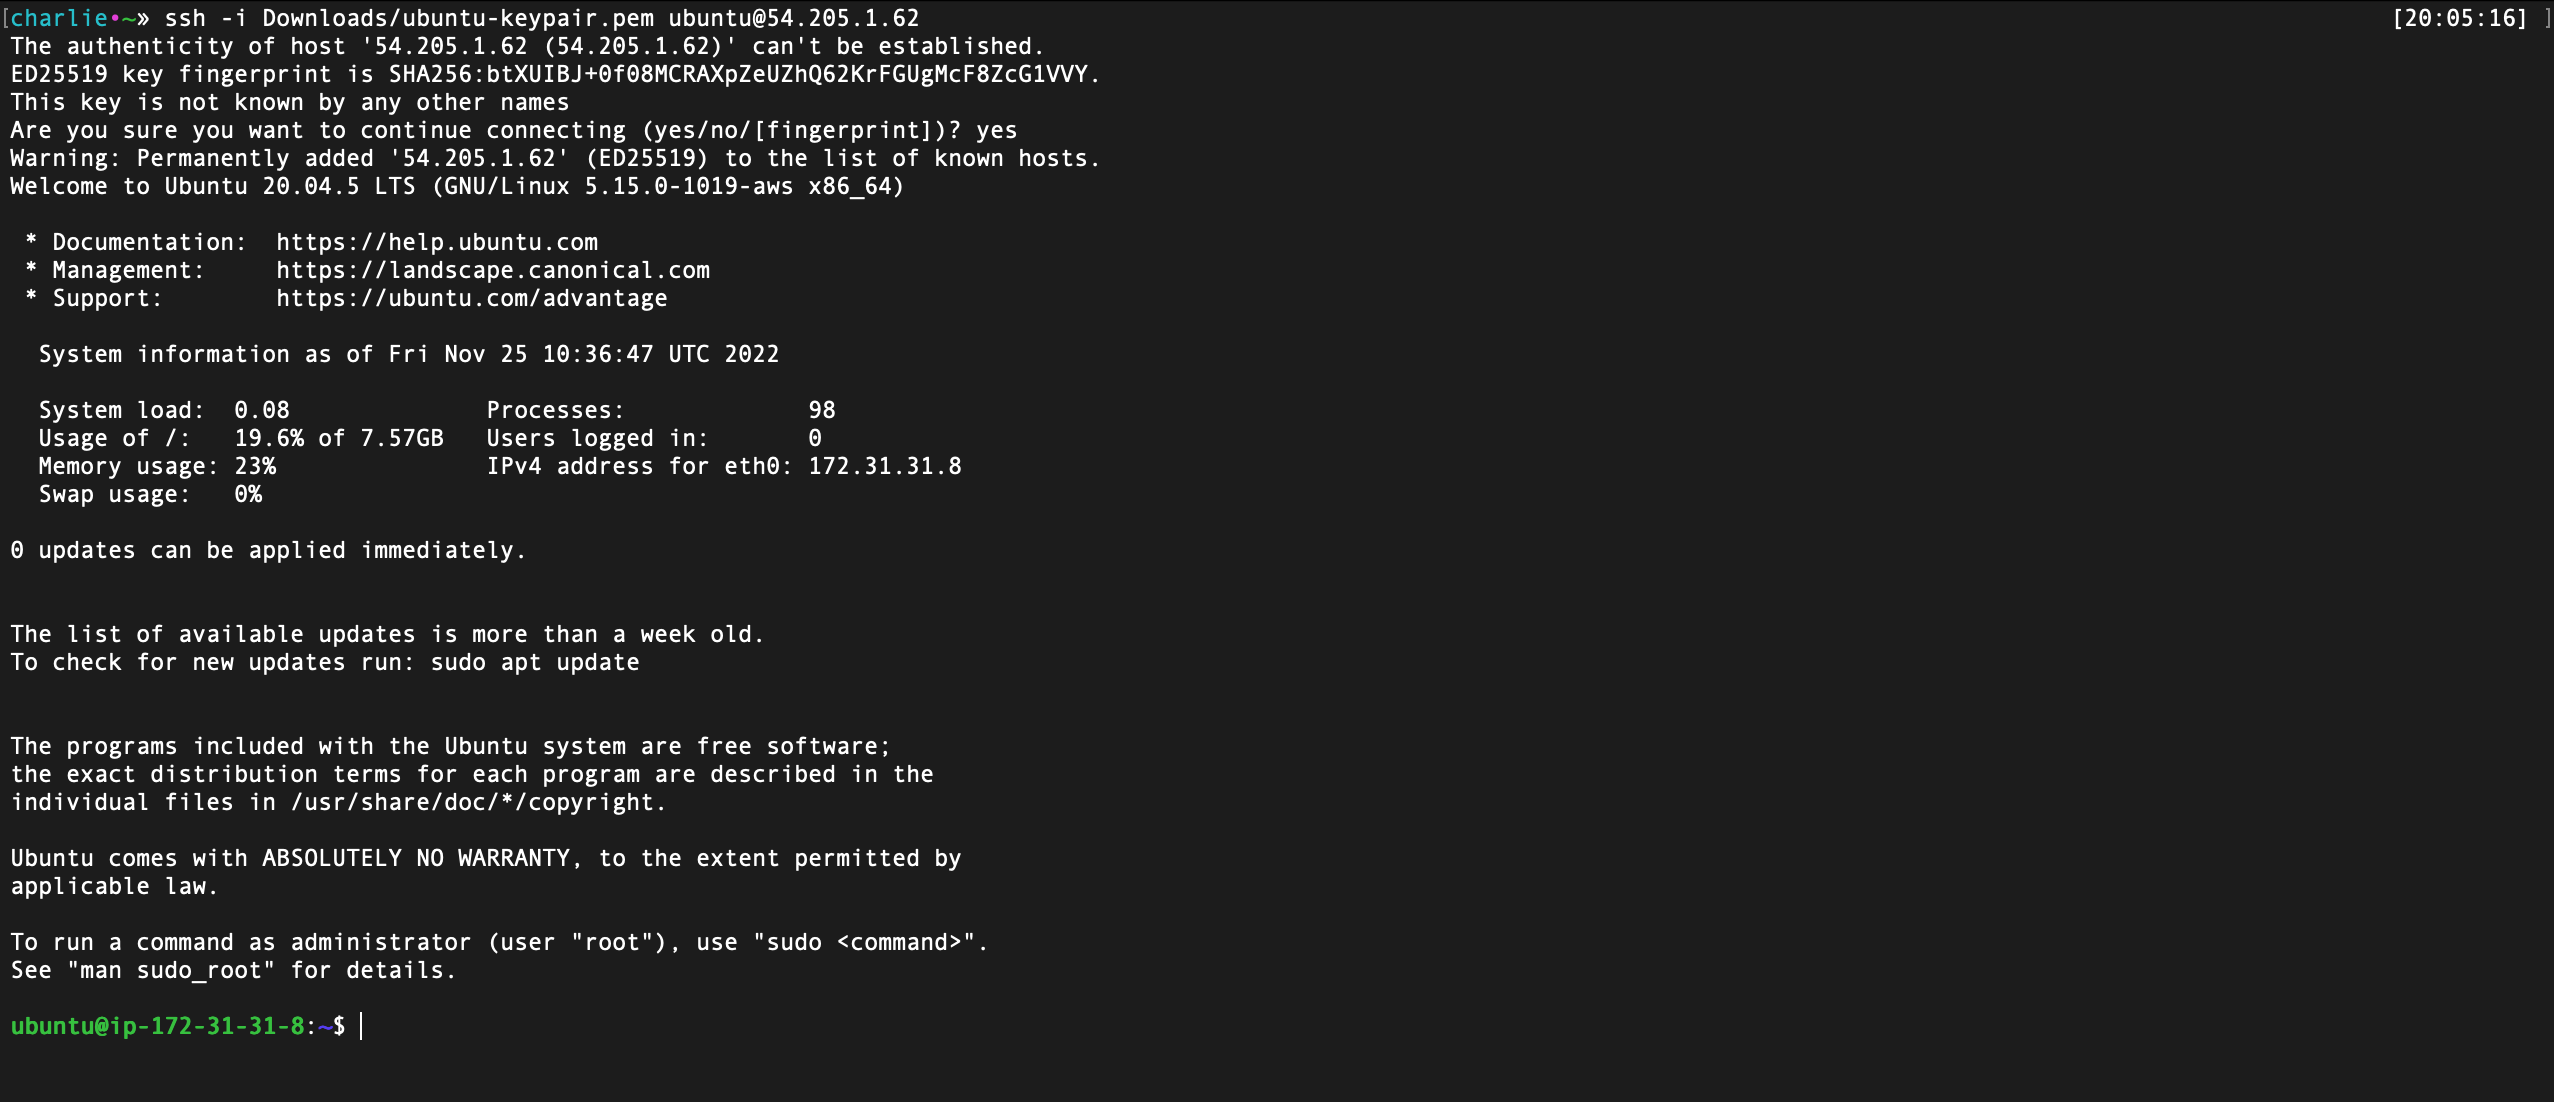 [charlie•~» ssh -i Downloads/ubuntu-keypair.pem ubuntu@54.205.1.62 [20:05:16] ]
The authenticity of host '54.205.1.62 (54.205.1.62)' can't be established.
ED25519 key fingerprint is SHA256:btXUIBJ+0f08MCRAXpZeUZhQ62KrFGUgMcF8ZcG1VVY.
This key is not known by any other names
Are you sure you want to continue connecting (yes/no/[fingerprint])? yes
Warning: Permanently added '54.205.1.62' (ED25519) to the list of known hosts.
Welcome to Ubuntu 20.04.5 LTS (GNU/Linux 5.15.0-1019-aws x86_64)
* Documentation:  https://help.ubuntu.com
* Management:     https://landscape.canonical.com
* Support:        https://ubuntu.com/advantage
System information as of Fri Nov 25 10:36:47 UTC 2022
System load:  0.08              Processes:             98
Usage of /:   19.6% of 7.57GB   Users logged in:       0
Memory usage: 23%               IPv4 address for eth0: 172.31.31.8
Swap usage:   0%
0 updates can be applied immediately.
The list of available updates is more than a week old.
To check for new updates run: sudo apt update
The programs included with the Ubuntu system are free software;
the exact distribution terms for each program are described in the
individual files in /usr/share/doc/*/copyright.
Ubuntu comes with ABSOLUTELY NO WARRANTY, to the extent permitted by
applicable law.
To run a command as administrator (user "root"), use "sudo <command>".
See "man sudo_root" for details.
ubuntu@ip-172-31-31-8:~$